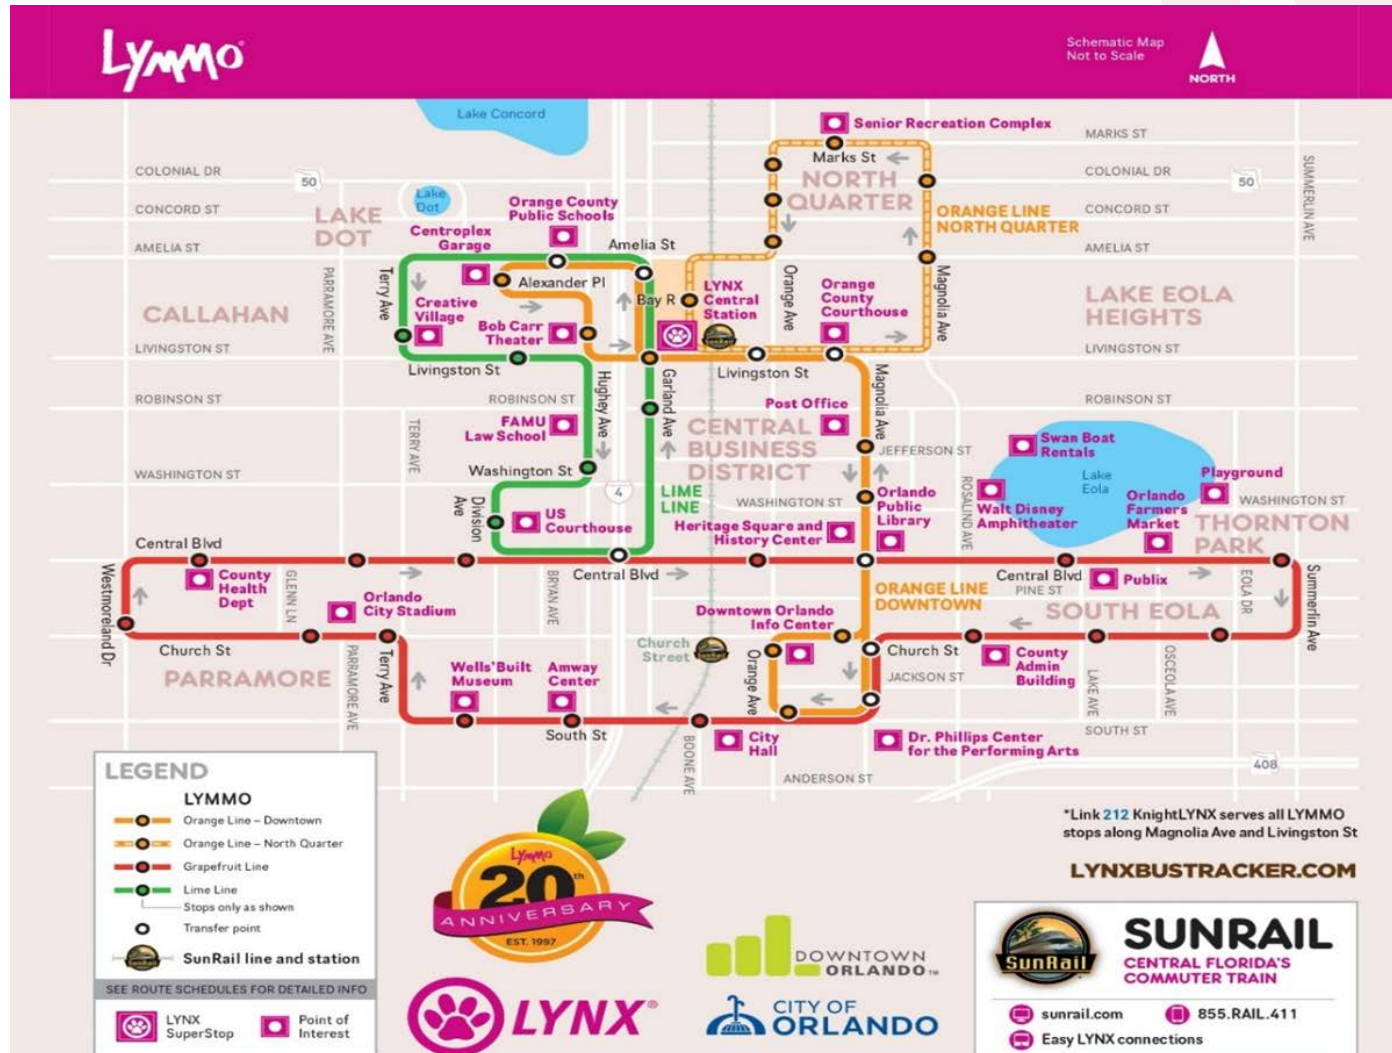 Lymmo
Schematic Map
Not to Scale
NORTH
Lake Concord
Senior Recreation Complex
MARKS ST
Marks St
COLONIAL DR
50
COLONIAL DR
50
SUMMERLIN AVE
NORTH
QUARTER
Lake
Dot
CONCORD ST
LAKE
DOT
Orange County
Public Schools
ORANGE LINE
NORTH QUARTER
CONCORD ST
Centroplex
Garage
AMELIA ST
Amelia St
AMELIA ST
Terry Ave
PARRAMORE AVE
Alexander Pl
Bay R
LYNX
Central
Station
Orange Ave
Orange
County
Courthouse
Magnolia Ave
LAKE EOLA
HEIGHTS
CALLAHAN
Creative
Village
Bob Carr
Theater
SunRail
LIVINGSTON ST
Livingston St
Livingston St
LIVINGSTON ST
Hughey Ave
Garland Ave
Magnolia Ave
ROBINSON ST
ROBINSON ST
Post Office
ROBINSON ST
FAMU
Law School
TERRY AVE
CENTRAL
BUSINESS
DISTRICT
JEFFERSON ST
Swan Boat
Rentals
WASHINGTON ST
Washington St
Lake
Eola
Playground
4
LIME
LINE
WASHINGTON ST
Orlando
Public
Library
ROSALIND AVE
Walt Disney
Amphitheater
Orlando
Farmers
Market
WASHINGTON ST
THORNTON
PARK
Division
Ave
US
Courthouse
Heritage Square and
History Center
Central Blvd
Central Blvd
Central Blvd
PINE ST
Publix
Westmoreland Dr
County
Health
Dept
GLENN LN
Orlando
City Stadium
BRYAN AVE
ORANGE LINE
DOWNTOWN
SOUTH EOLA
EOLA DR
Summerlin Ave
Downtown Orlando
Info Center
Church
Street
Church St
Church St
PARRAMORE
PARRAMORE AVE
Terry Ave
Wells'Built
Museum
Amway
Center
Orange Ave
JACKSON ST
County
Admin
Building
LAKE AVE
OSCEOLA AVE
South St
BOONE AVE
City
Hall
Dr. Phillips Center
for the Performing Arts
SOUTH ST
ANDERSON ST
408
LEGEND
LYMMO
Orange Line – Downtown
Orange Line – North Quarter
Grapefruit Line
Lime Line
Stops only as shown
Transfer point
SunRail line and station
SEE ROUTE SCHEDULES FOR DETAILED INFO
LYNX
SuperStop
Point of
Interest
Lymmo
20th
ANNIVERSARY
EST. 1997
LYNX®
DOWNTOWN
ORLANDO™
CITY OF
ORLANDO
*Link 212 KnightLYNX serves all LYMMO
stops along Magnolia Ave and Livingston St
LYNXBUSTRACKER.COM
SunRail
SUNRAIL
CENTRAL FLORIDA'S
COMMUTER TRAIN
sunrail.com
855.RAIL.411
Easy LYNX connections